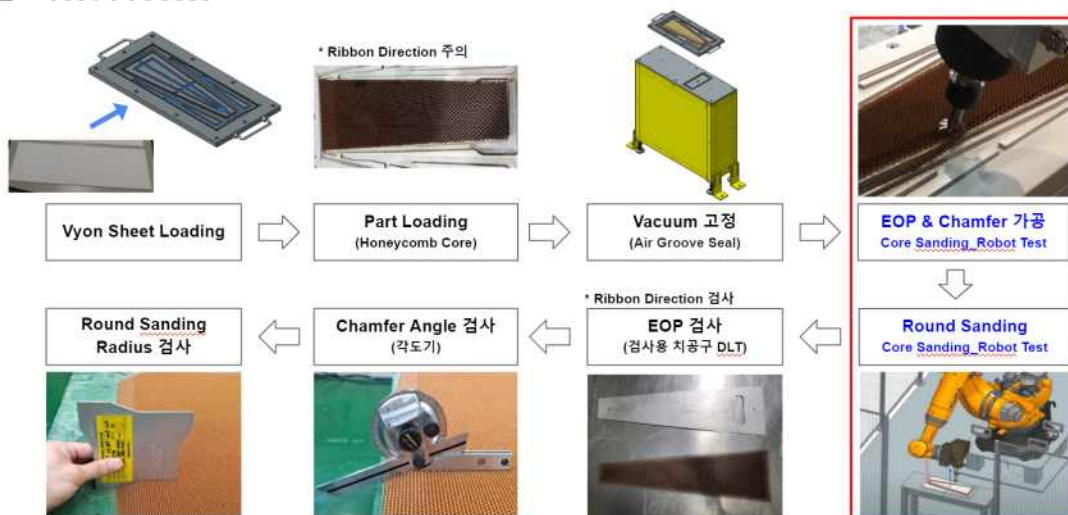 * Ribbon Direction 주의
Vyon Sheet Loading
Part Loading
(Honeycomb Core)
Vacuum 고정
(Air Groove Seal)
EOP & Chamfer 가공
Core Sanding_Robot Test
* Ribbon Direction 검사
Round Sanding
Radius 검사
Chamfer Angle 검사
(각도기)
EOP 검사
(검사용 치공구 DLT)
Round Sanding
Core Sanding_Robot Test